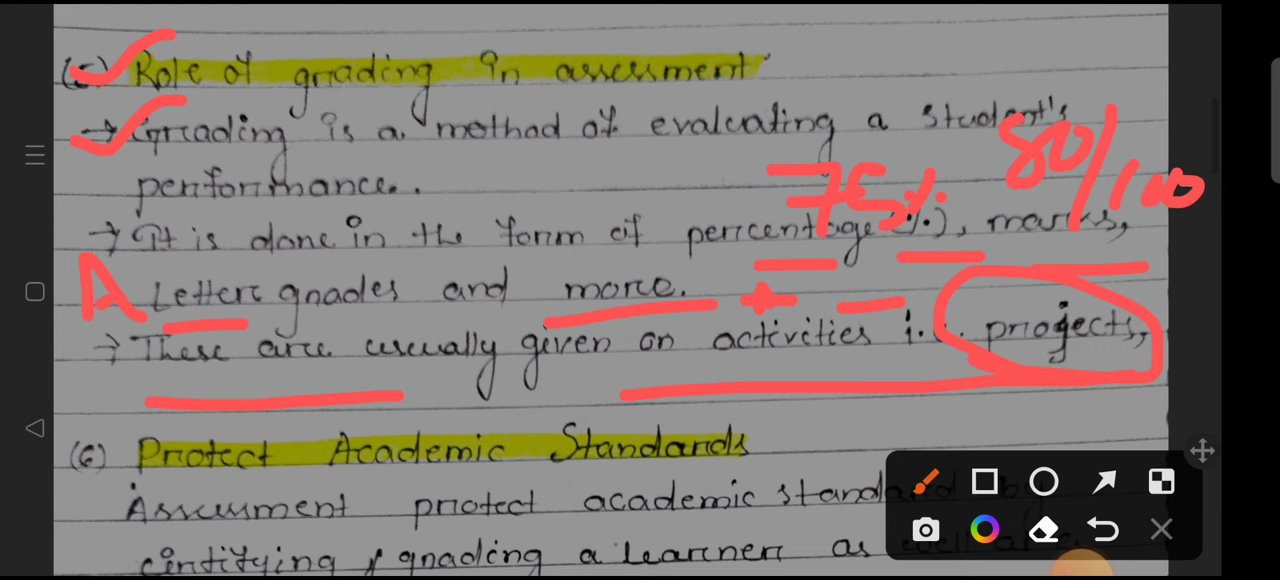 (5) Role of grading in assessment
→ Grading is a method of evaluating a student's
performance..
75% 80/100
→ It is done in the form of percentage (%), marks,
A Letter grades and more. +
→ These are usually given on activities i.e. projects,
(6) Protect Academic Standards
Assessment protect academic standard by
certifying / grading a learner as